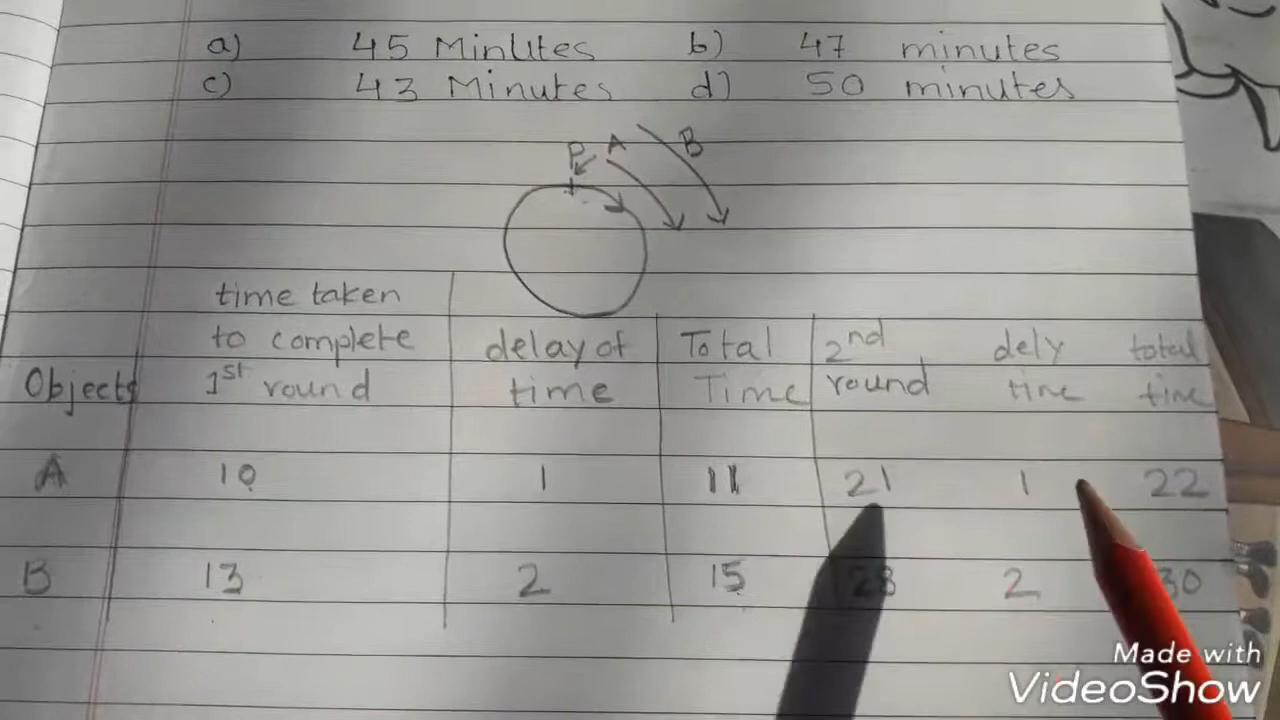 a) 45 Minutes b) 47 minutes
c) 43 Minutes d) 50 minutes
P A B
time taken
to complete delay of Total 2nd dely total
Objects 1st round time Time round tine tine
A 10 1 11 21 1 22
B 13 2 15 28 2 30
Made with
VideoShow